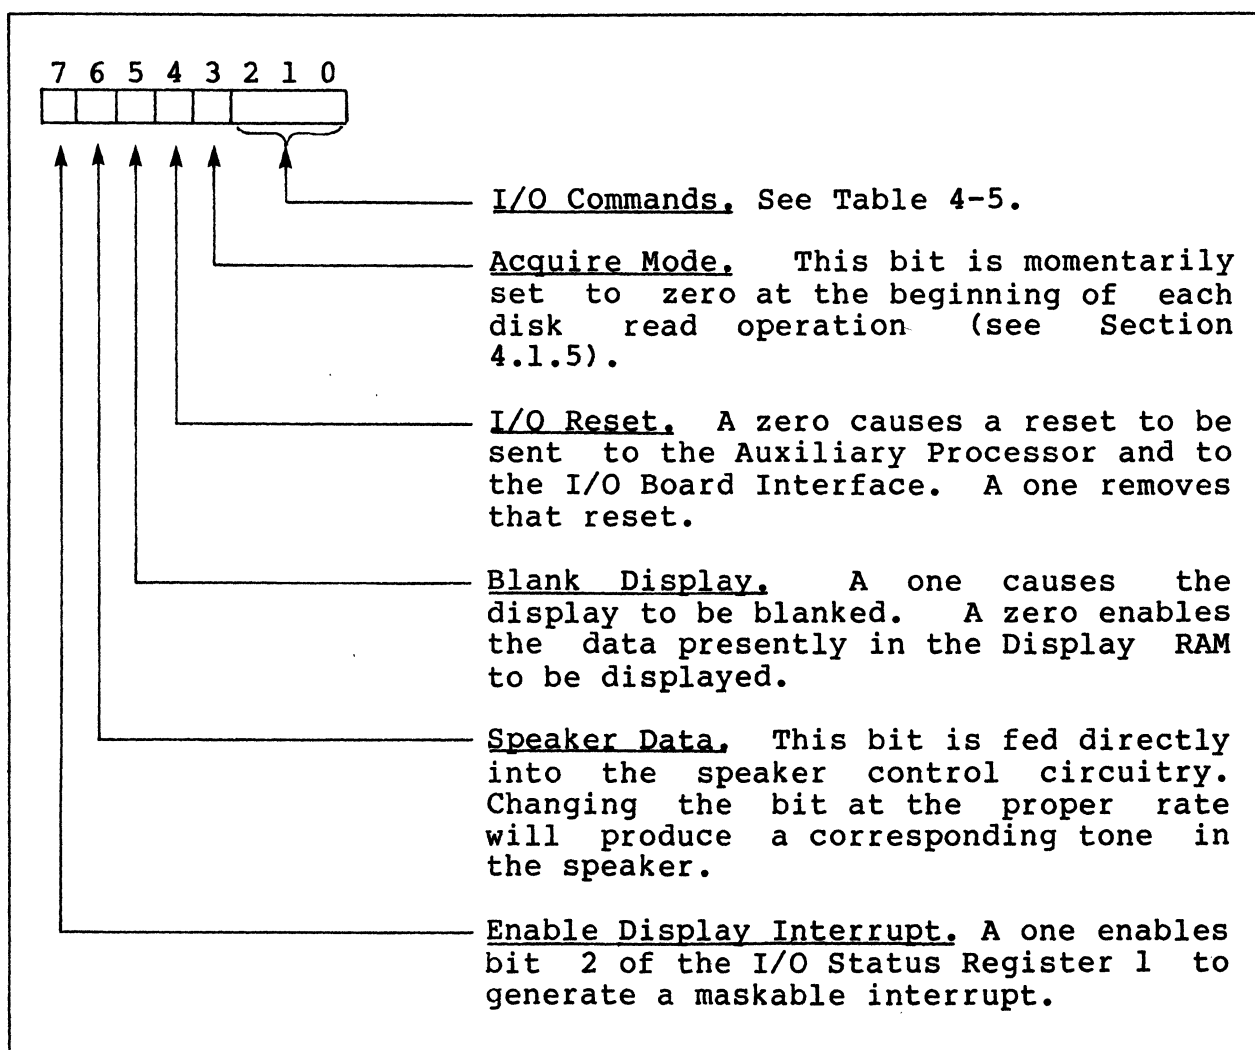 7 6 5 4 3 2 1 0
I/O Commands. See Table 4-5.
Acquire Mode. This bit is momentarily
set to zero at the beginning of each
disk read operation (see Section
4.1.5).
I/O Reset. A zero causes a reset to be
sent to the Auxiliary Processor and to
the I/O Board Interface. A one removes
that reset.
Blank Display. A one causes the
display to be blanked. A zero enables
the data presently in the Display RAM
to be displayed.
Speaker Data. This bit is fed directly
into the speaker control circuitry.
Changing the bit at the proper rate
will produce a corresponding tone in
the speaker.
Enable Display Interrupt. A one enables
bit 2 of the I/O Status Register 1 to
generate a maskable interrupt.